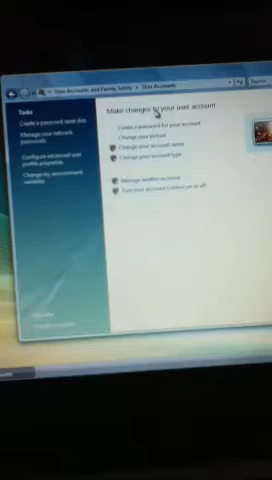 User Accounts and Family Safety ▸ User Accounts
Tasks
Create a password reset disk
Manage your network
passwords
Configure advanced user
profile properties
Change my environment
variables
Make changes to your user account
Create a password for your account
Change your picture
Change your account name
Change your account type
Manage another account
Turn User Account Control on or off